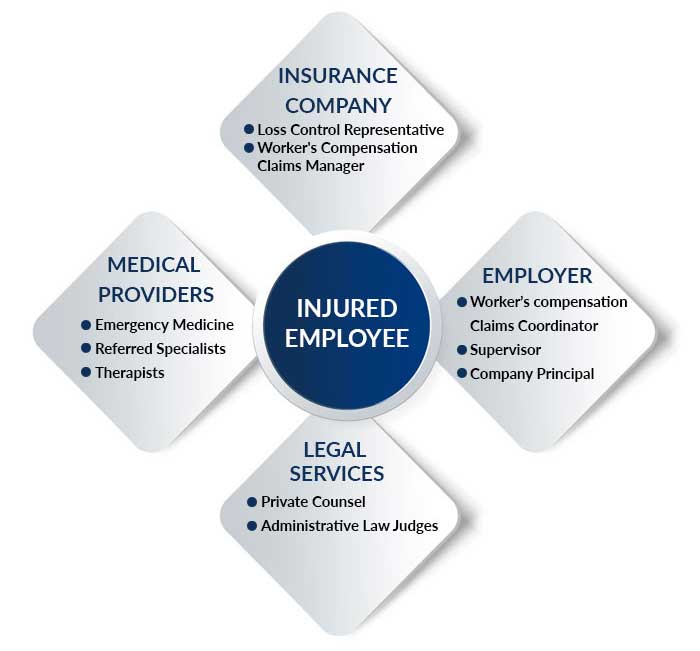 INSURANCE
COMPANY
Loss Control Representative
Worker's Compensation
Claims Manager
MEDICAL
PROVIDERS
Emergency Medicine
Referred Specialists
Therapists
INJURED
EMPLOYEE
EMPLOYER
Worker's compensation
Claims Coordinator
Supervisor
Company Principal
LEGAL
SERVICES
Private Counsel
Administrative Law Judges